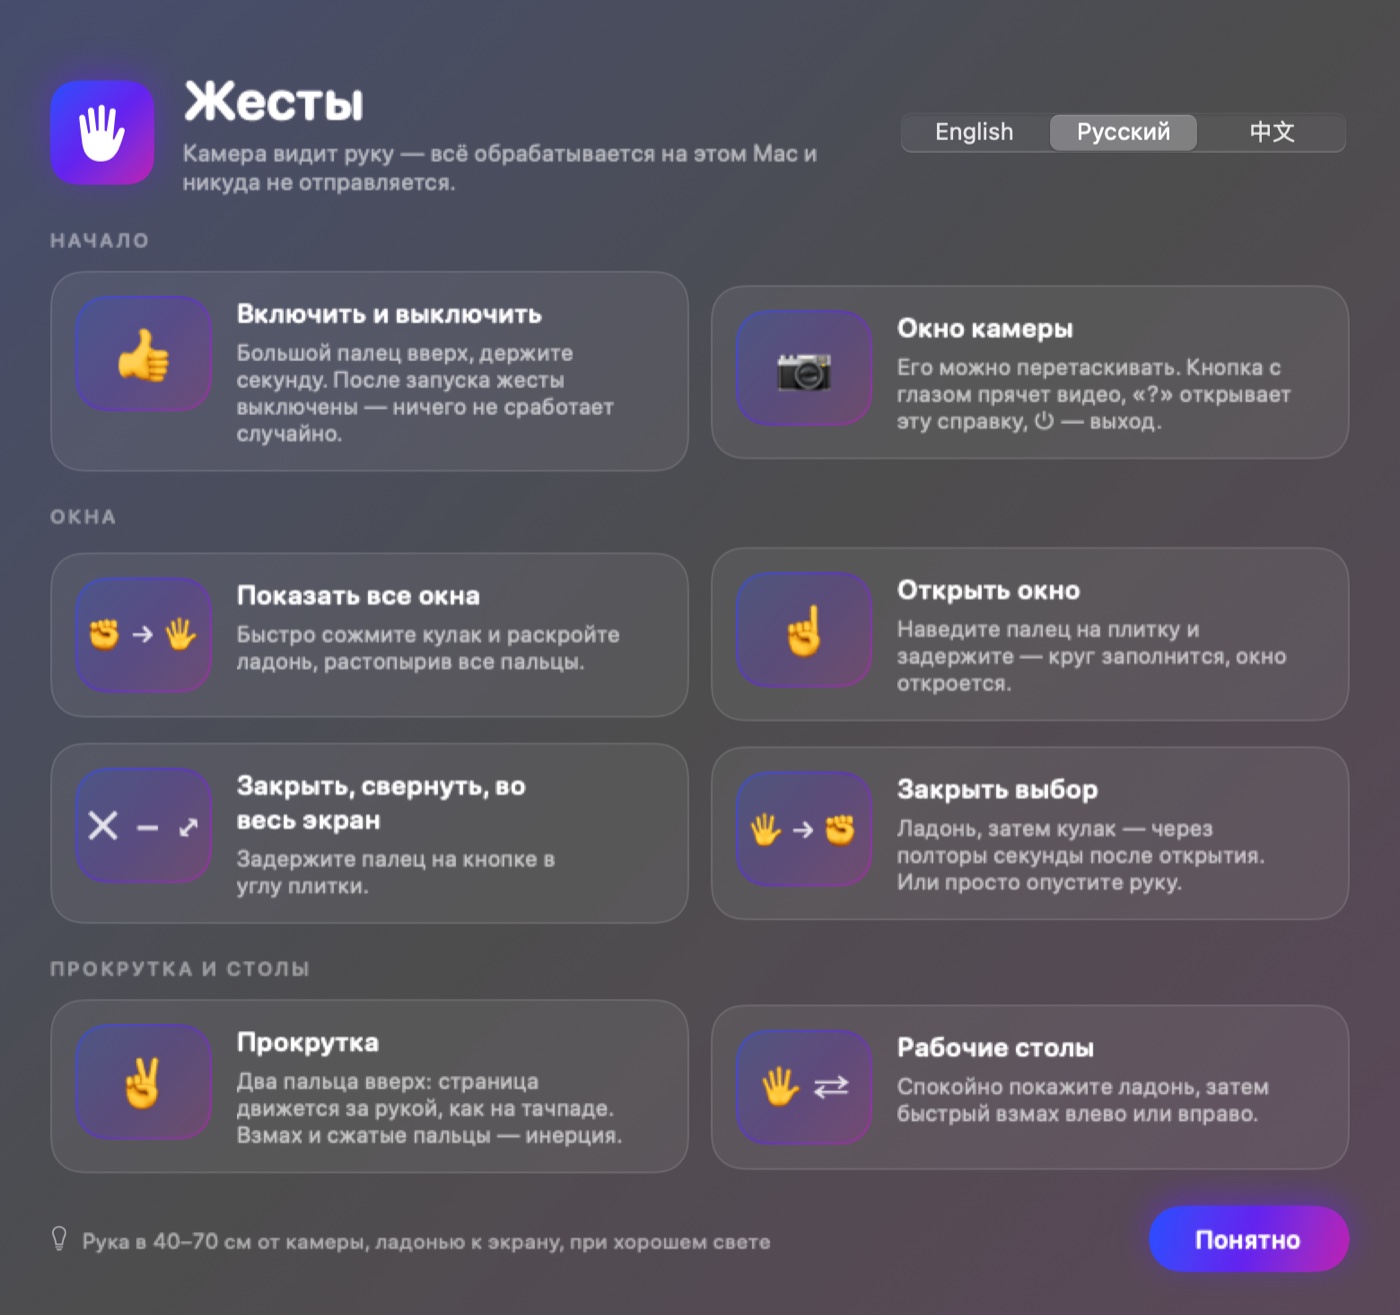 Жесты
Камера видит руку — всё обрабатывается на этом Mac и
никуда не отправляется.
English Русский 中文
НАЧАЛО
Включить и выключить
Большой палец вверх, держите
секунду. После запуска жесты
выключены — ничего не сработает
случайно.
Окно камеры
Его можно перетаскивать. Кнопка с
глазом прячет видео, «?» открывает
эту справку, ⏻ — выход.
ОКНА
Показать все окна
Быстро сожмите кулак и раскройте
ладонь, растопырив все пальцы.
Открыть окно
Наведите палец на плитку и
задержите — круг заполнится, окно
откроется.
Закрыть, свернуть, во
весь экран
Задержите палец на кнопке в
углу плитки.
Закрыть выбор
Ладонь, затем кулак — через
полторы секунды после открытия.
Или просто опустите руку.
ПРОКРУТКА И СТОЛЫ
Прокрутка
Два пальца вверх: страница
движется за рукой, как на тачпаде.
Взмах и сжатые пальцы — инерция.
Рабочие столы
Спокойно покажите ладонь, затем
быстрый взмах влево или вправо.
Рука в 40–70 см от камеры, ладонью к экрану, при хорошем свете
Понятно